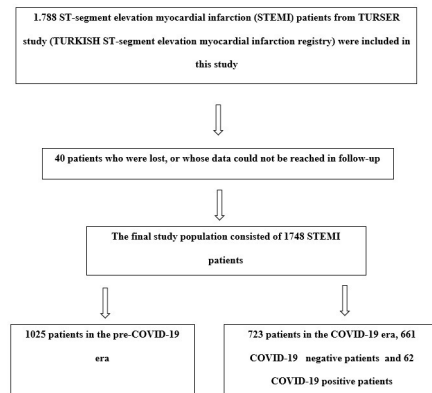 1.788 ST-segment elevation myocardial infarction (STEMI) patients from TURSER
study (TURKISH ST-segment elevation myocardial infarction registry) were included in
this study
40 patients who were lost, or whose data could not be reached in follow-up
The final study population consisted of 1748 STEMI
patients
1025 patients in the pre-COVID-19
era
723 patients in the COVID-19 era, 661
COVID-19 negative patients and 62
COVID-19 positive patients